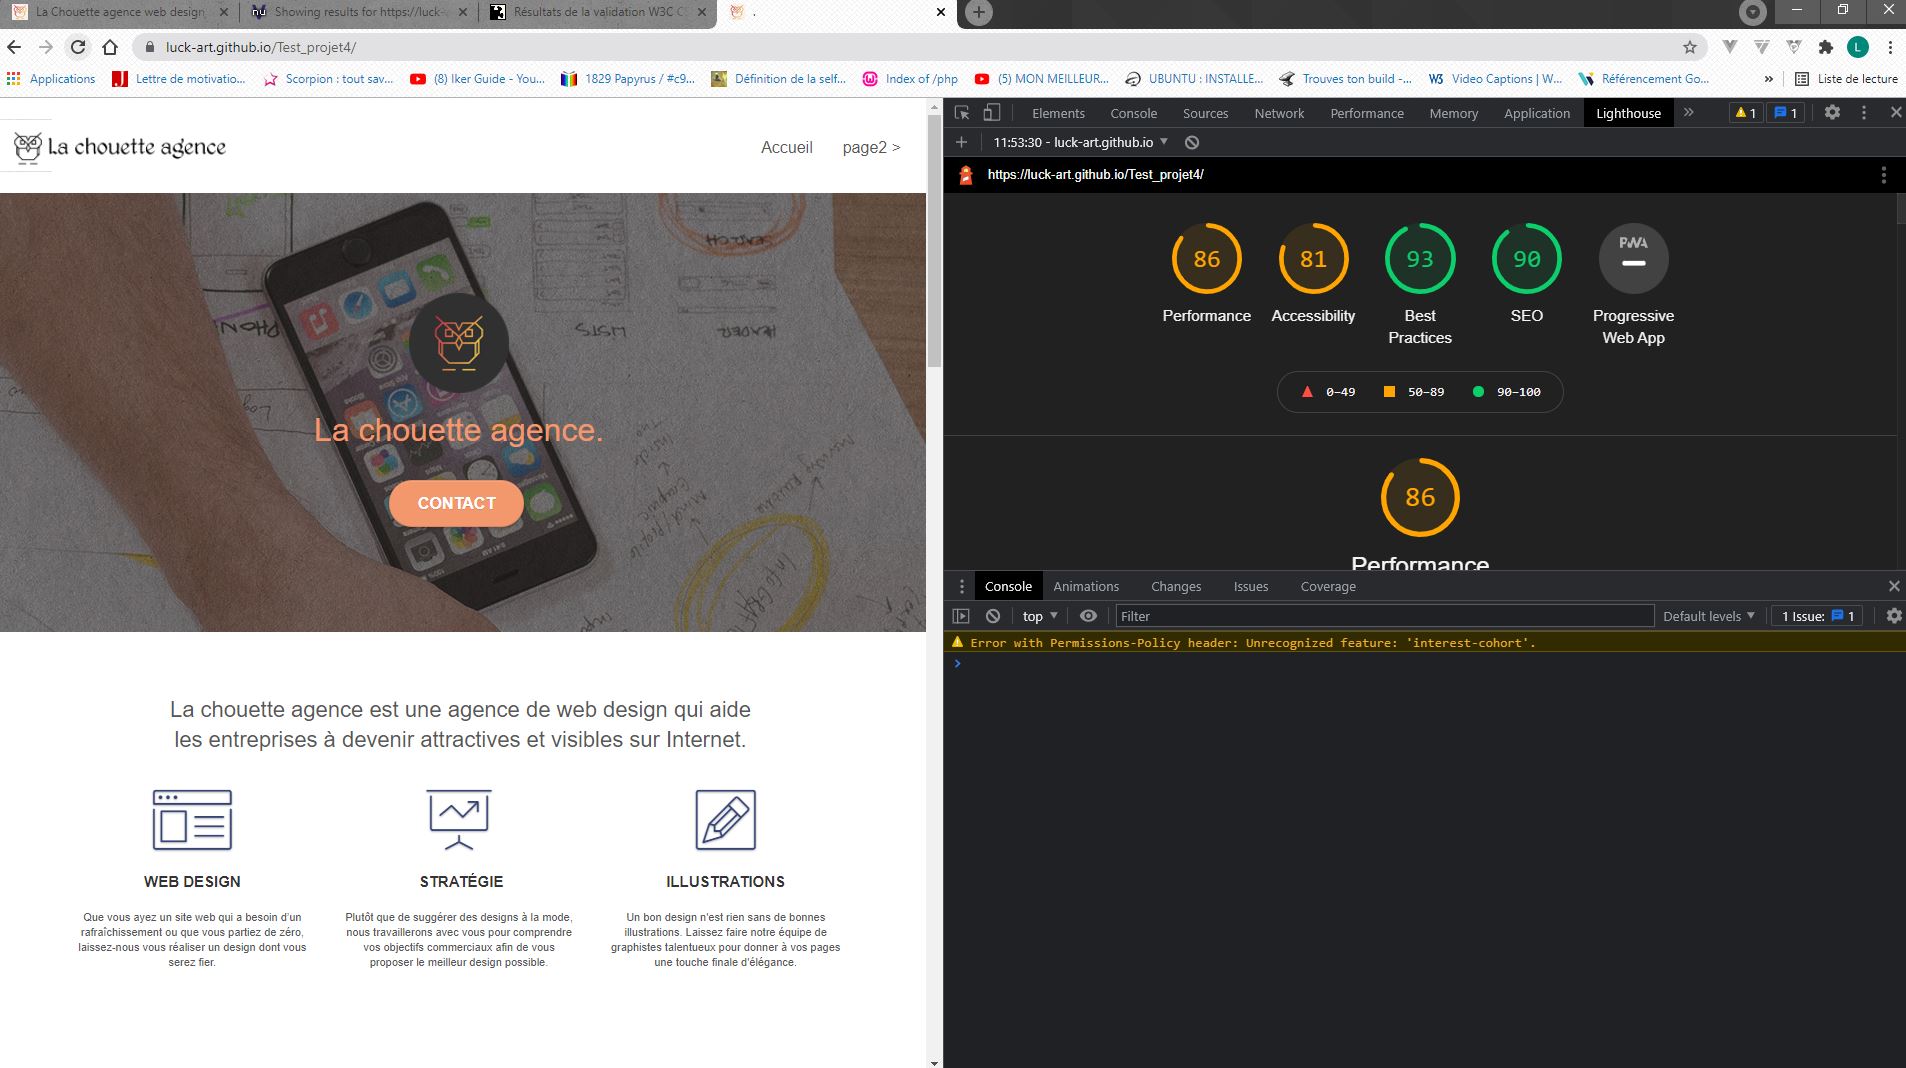 La Chouette agence web design
Showing results for https://luck-
Résultats de la validation W3C C
.
luck-art.github.io/Test_projet4/
L
Applications
Lettre de motivatio...
Scorpion : tout sav...
(8) Iker Guide - You...
1829 Papyrus / #c9...
Définition de la self...
Index of /php
(5) MON MEILLEUR...
UBUNTU : INSTALLE...
Trouves ton build -...
W3 Video Captions | W...
Référencement Go...
»
Liste de lecture
La chouette agence
Accueil
page2 >
SEARCH
PHONE
LISTS
HEADER
La chouette agence.
CONTACT
La chouette agence est une agence de web design qui aide
les entreprises à devenir attractives et visibles sur Internet.
WEB DESIGN
Que vous ayez un site web qui a besoin d'un
rafraîchissement ou que vous partiez de zéro,
laissez-nous vous réaliser un design dont vous
serez fier.
STRATÉGIE
Plutôt que de suggérer des designs à la mode,
nous travaillerons avec vous pour comprendre
vos objectifs commerciaux afin de vous
proposer le meilleur design possible.
ILLUSTRATIONS
Un bon design n'est rien sans de bonnes
illustrations. Laissez faire notre équipe de
graphistes talentueux pour donner à vos pages
une touche finale d'élégance.
Elements
Console
Sources
Network
Performance
Memory
Application
Lighthouse
»
1
1
11:53:30 - luck-art.github.io
https://luck-art.github.io/Test_projet4/
86
Performance
81
Accessibility
93
Best
Practices
90
SEO
PWA
Progressive
Web App
0–49
50–89
90–100
86
Performance
Console
Animations
Changes
Issues
Coverage
top
Filter
Default levels
1 Issue: 1
Error with Permissions-Policy header: Unrecognized feature: 'interest-cohort'.